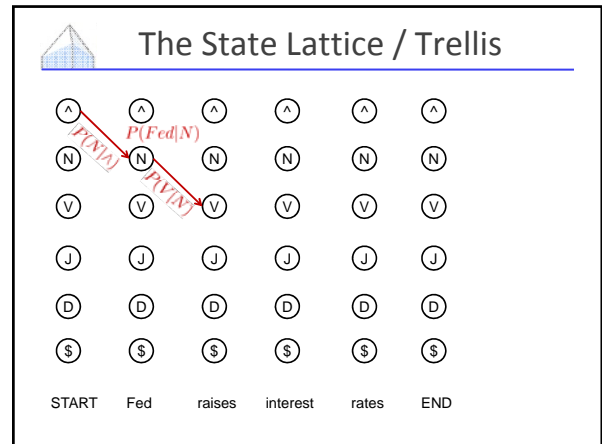 The State Lattice / Trellis
^ ^ ^ ^ ^ ^
P(N|∧) P(Fed|N)
N N N N N N
P(V|N)
V V V V V V
J J J J J J
D D D D D D
$ $ $ $ $ $
START Fed raises interest rates END